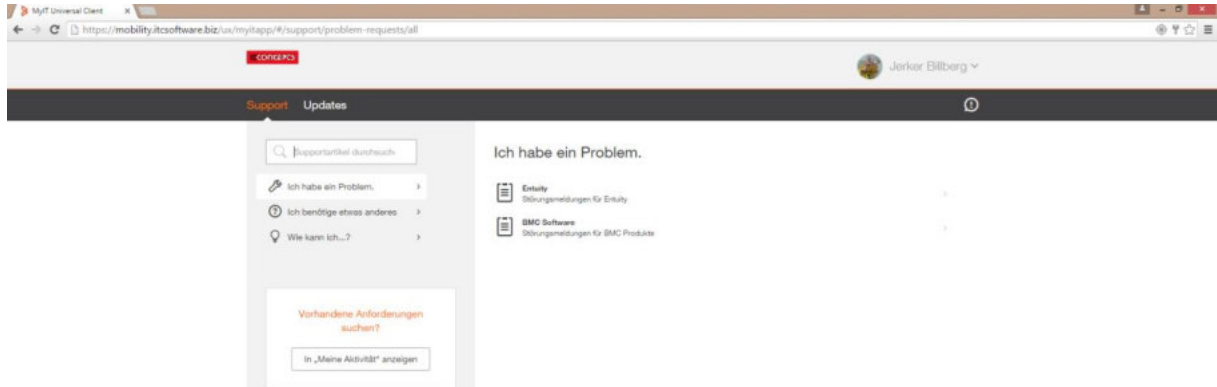 MyIT Universal Client
https://mobility.itcsoftware.biz/ux/myitapp/#/support/problem-requests/all
Jerker Billberg
Support Updates
Supportartikel durchsuch
Ich habe ein Problem.
Ich benötige etwas anderes
Wie kann ich...?
Vorhandene Anforderungen
suchen?
In „Meine Aktivität“ anzeigen
Ich habe ein Problem.
Entuity
Störungsmeldungen für Entuity
BMC Software
Störungsmeldungen für BMC Produkte